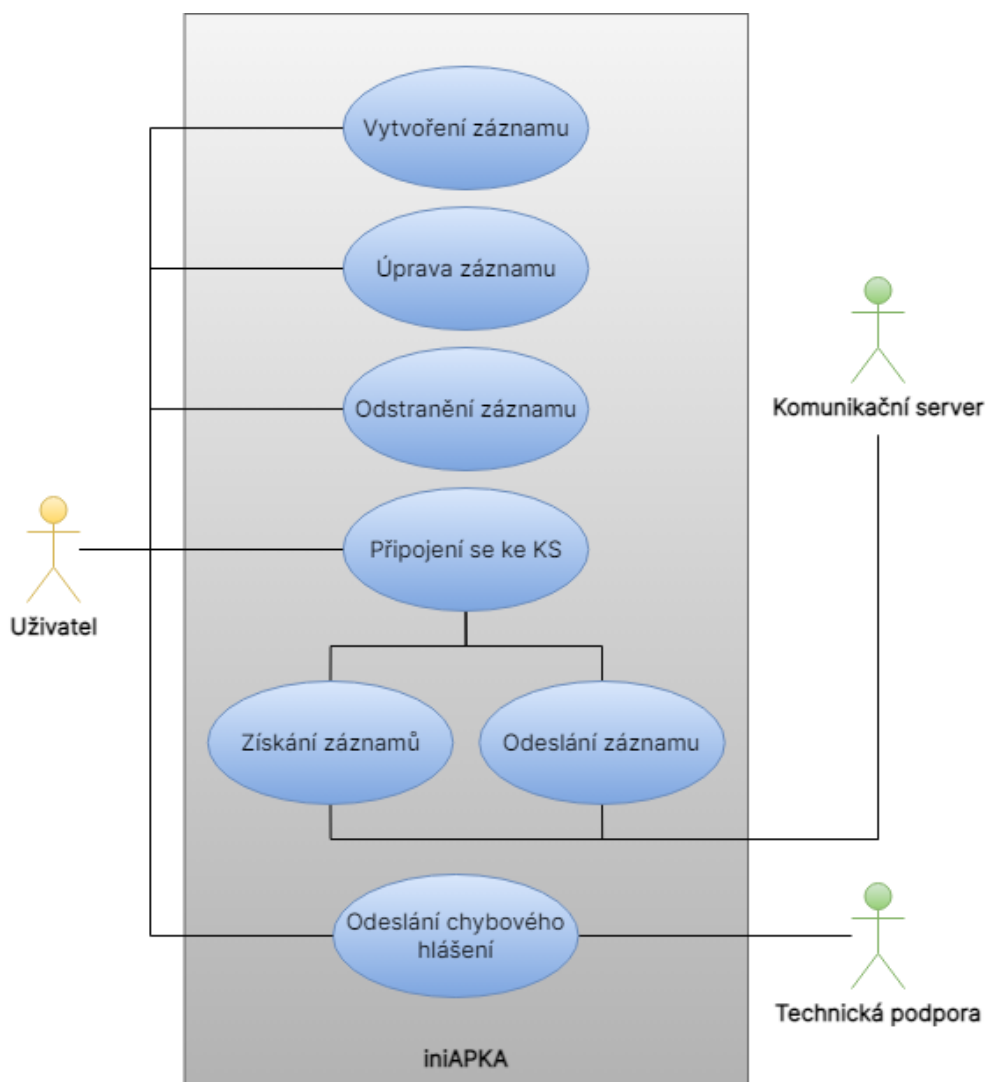 Vytvoření záznamu
Úprava záznamu
Odstranění záznamu
Komunikační server
Připojení se ke KS
Uživatel
Získání záznamů
Odeslání záznamu
Odeslání chybového
hlášení
Technická podpora
iniAPKA